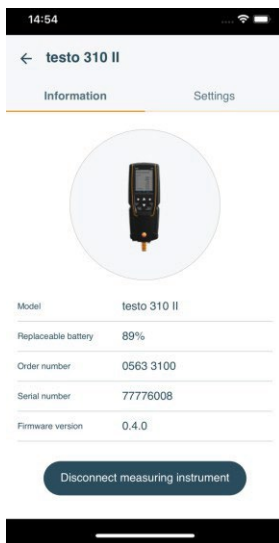 14:54
testo 310 II
Information Settings
Model testo 310 II
Replaceable battery 89%
Order number 0563 3100
Serial number 77776008
Firmware version 0.4.0
Disconnect measuring instrument